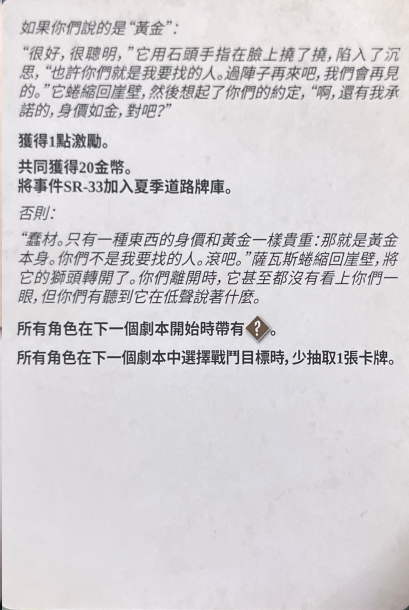 如果你們說的是“黃金”：
“很好，很聰明，”它用石頭手指在臉上撓了撓，陷入了沉
思，“也許你們就是我要找的人。過陣子再來吧，我們會再見
的。”它蜷縮回崖壁，然後想起了你們的約定，“啊，還有我承
諾的，身價如金，對吧？”
獲得1點激勵。
共同獲得20金幣。
將事件SR-33加入夏季道路牌庫。
否則：
“蠢材。只有一種東西的身價和黃金一樣貴重：那就是黃金
本身。你們不是我要找的人。滾吧。”薩瓦斯蜷縮回崖壁，將
它的獅頭轉開了。你們離開時，它甚至都沒有看上你們一
眼，但你們有聽到它在低聲說著什麼。
所有角色在下一個劇本開始時帶有?。
所有角色在下一個劇本中選擇戰鬥目標時，少抽取1張卡牌。